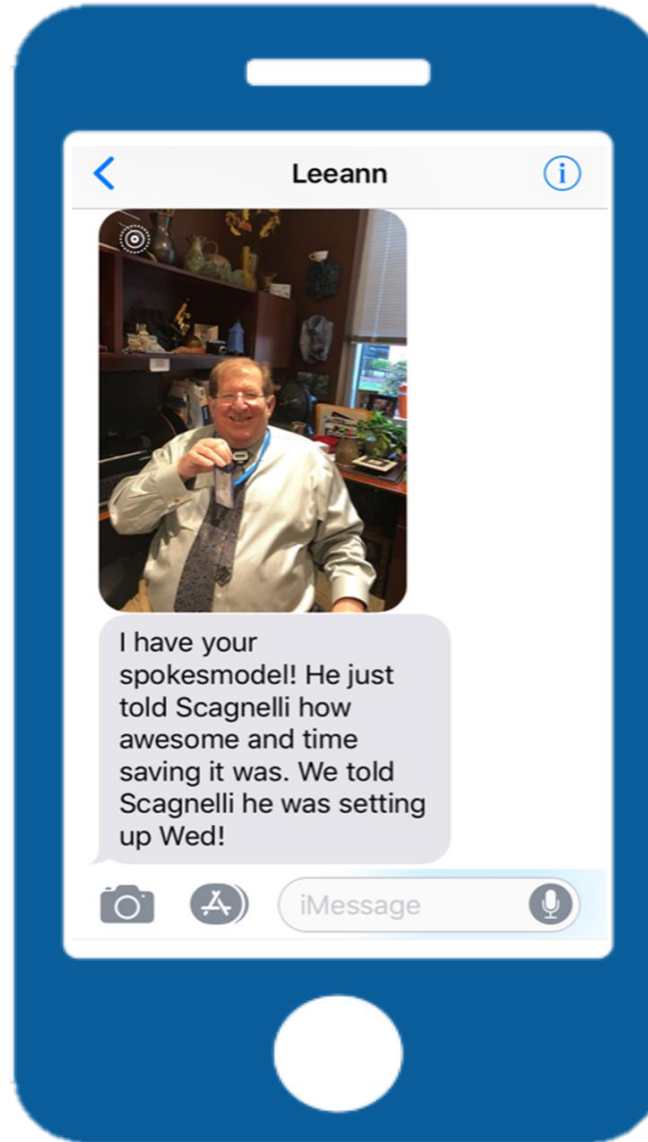 Leeann
I have your
spokesmodel! He just
told Scagnelli how
awesome and time
saving it was. We told
Scagnelli he was setting
up Wed!
iMessage